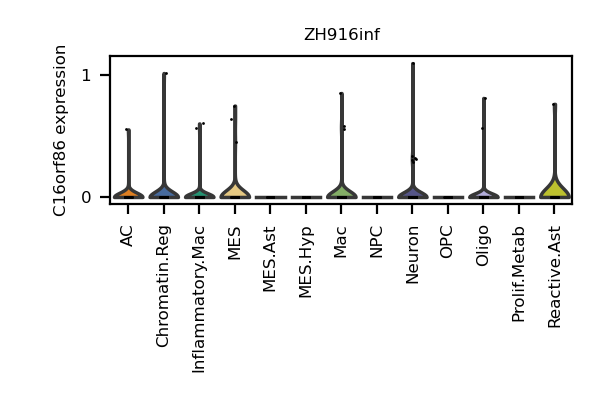 ZH916inf
C16orf86 expression
1
0
AC
Chromatin.Reg
Inflammatory.Mac
MES
MES.Ast
MES.Hyp
Mac
NPC
Neuron
OPC
Oligo
Prolif.Metab
Reactive.Ast